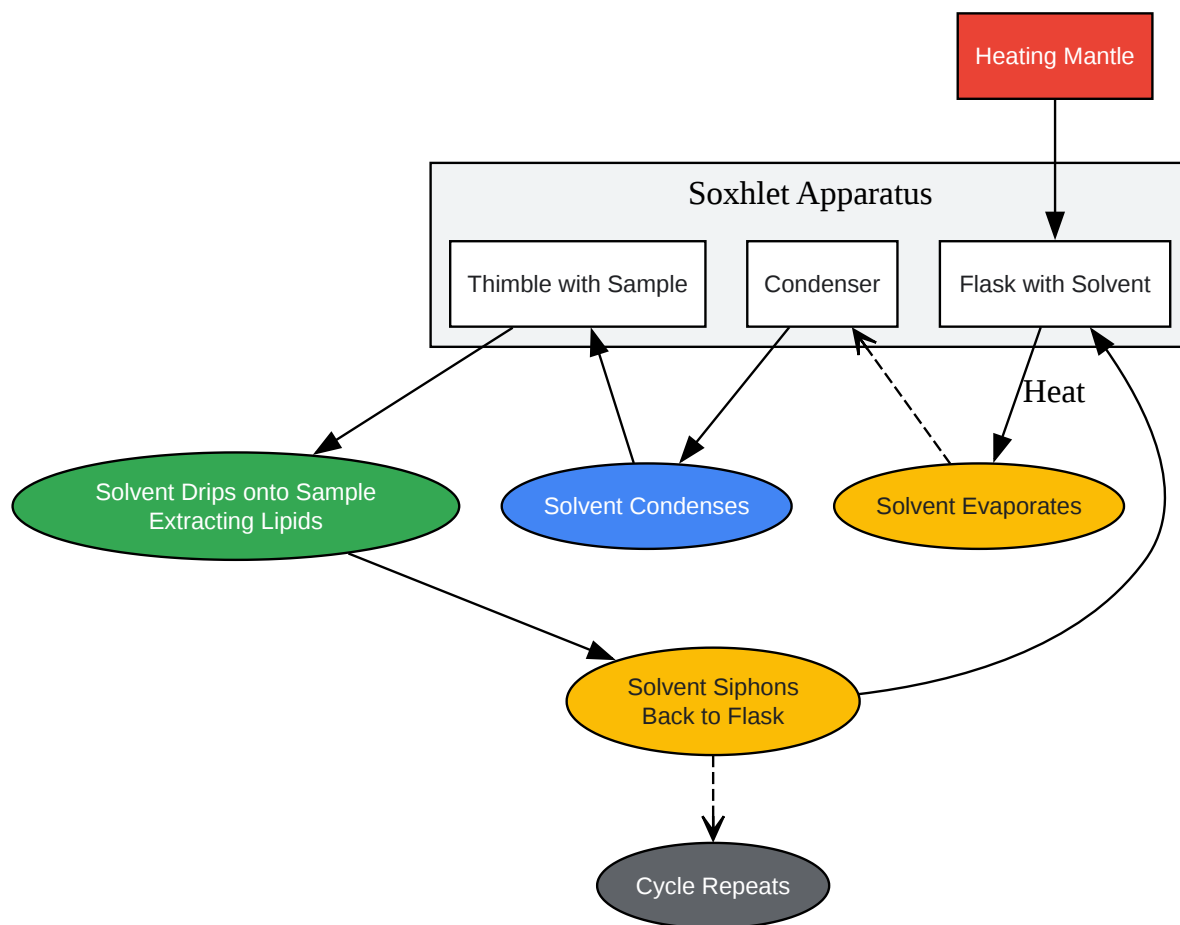 Heating Mantle
Soxhlet Apparatus
Thimble with Sample
Condenser
Flask with Solvent
Heat
Solvent Drips onto Sample
Extracting Lipids
Solvent Condenses
Solvent Evaporates
Solvent Siphons
Back to Flask
Cycle Repeats